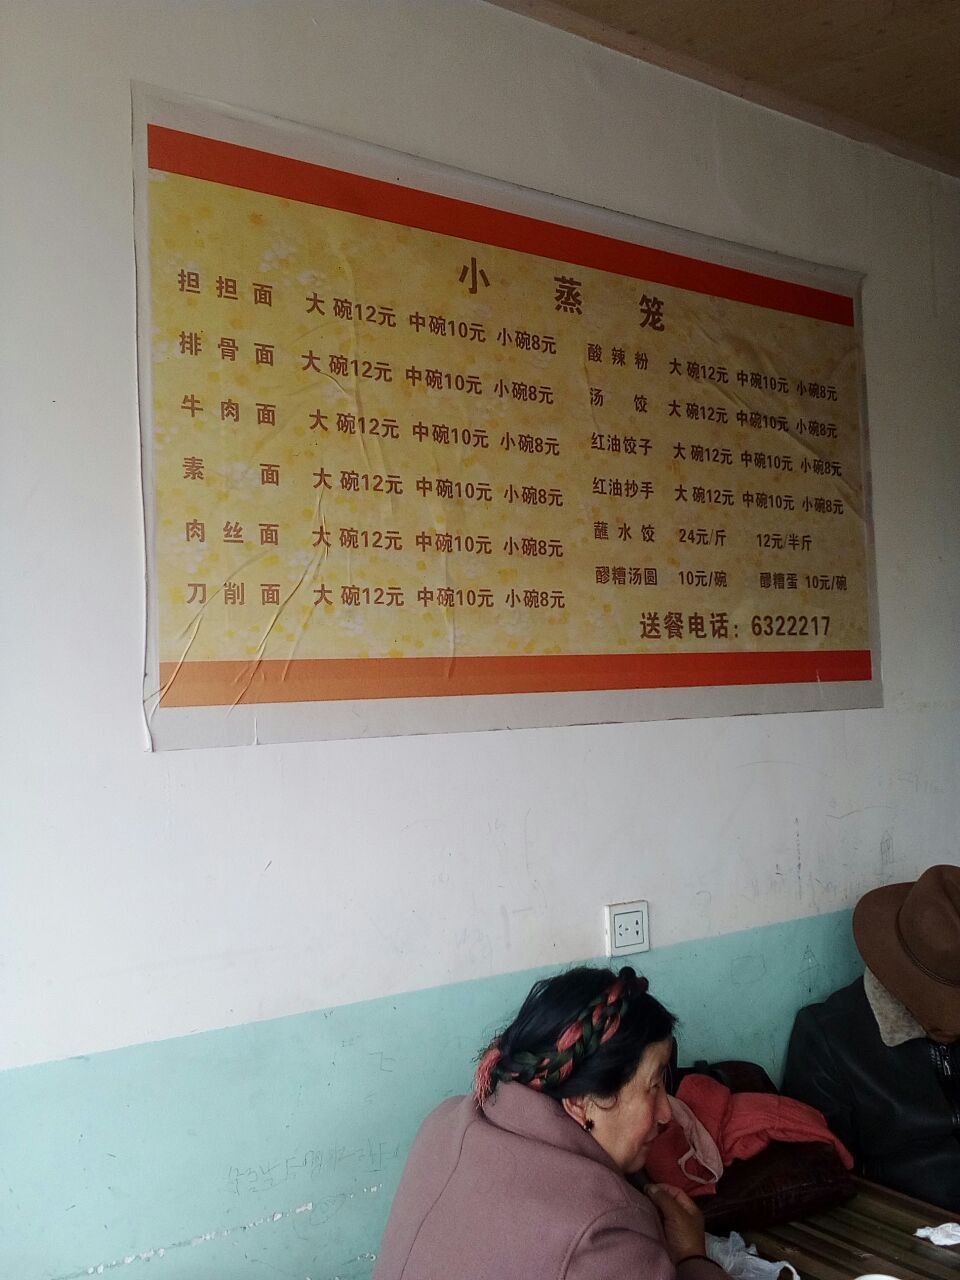 小蒸笼
担担面 大碗12元 中碗10元 小碗8元
排骨面 大碗12元 中碗10元 小碗8元
牛肉面 大碗12元 中碗10元 小碗8元
素面 大碗12元 中碗10元 小碗8元
肉丝面 大碗12元 中碗10元 小碗8元
刀削面 大碗12元 中碗10元 小碗8元
酸辣粉 大碗12元 中碗10元 小碗8元
汤饺 大碗12元 中碗10元 小碗8元
红油饺子 大碗12元 中碗10元 小碗8元
红油抄手 大碗12元 中碗10元 小碗8元
蘸水饺 24元/斤 12元/半斤
醪糟汤圆 10元/碗 醪糟蛋 10元/碗
送餐电话：6322217